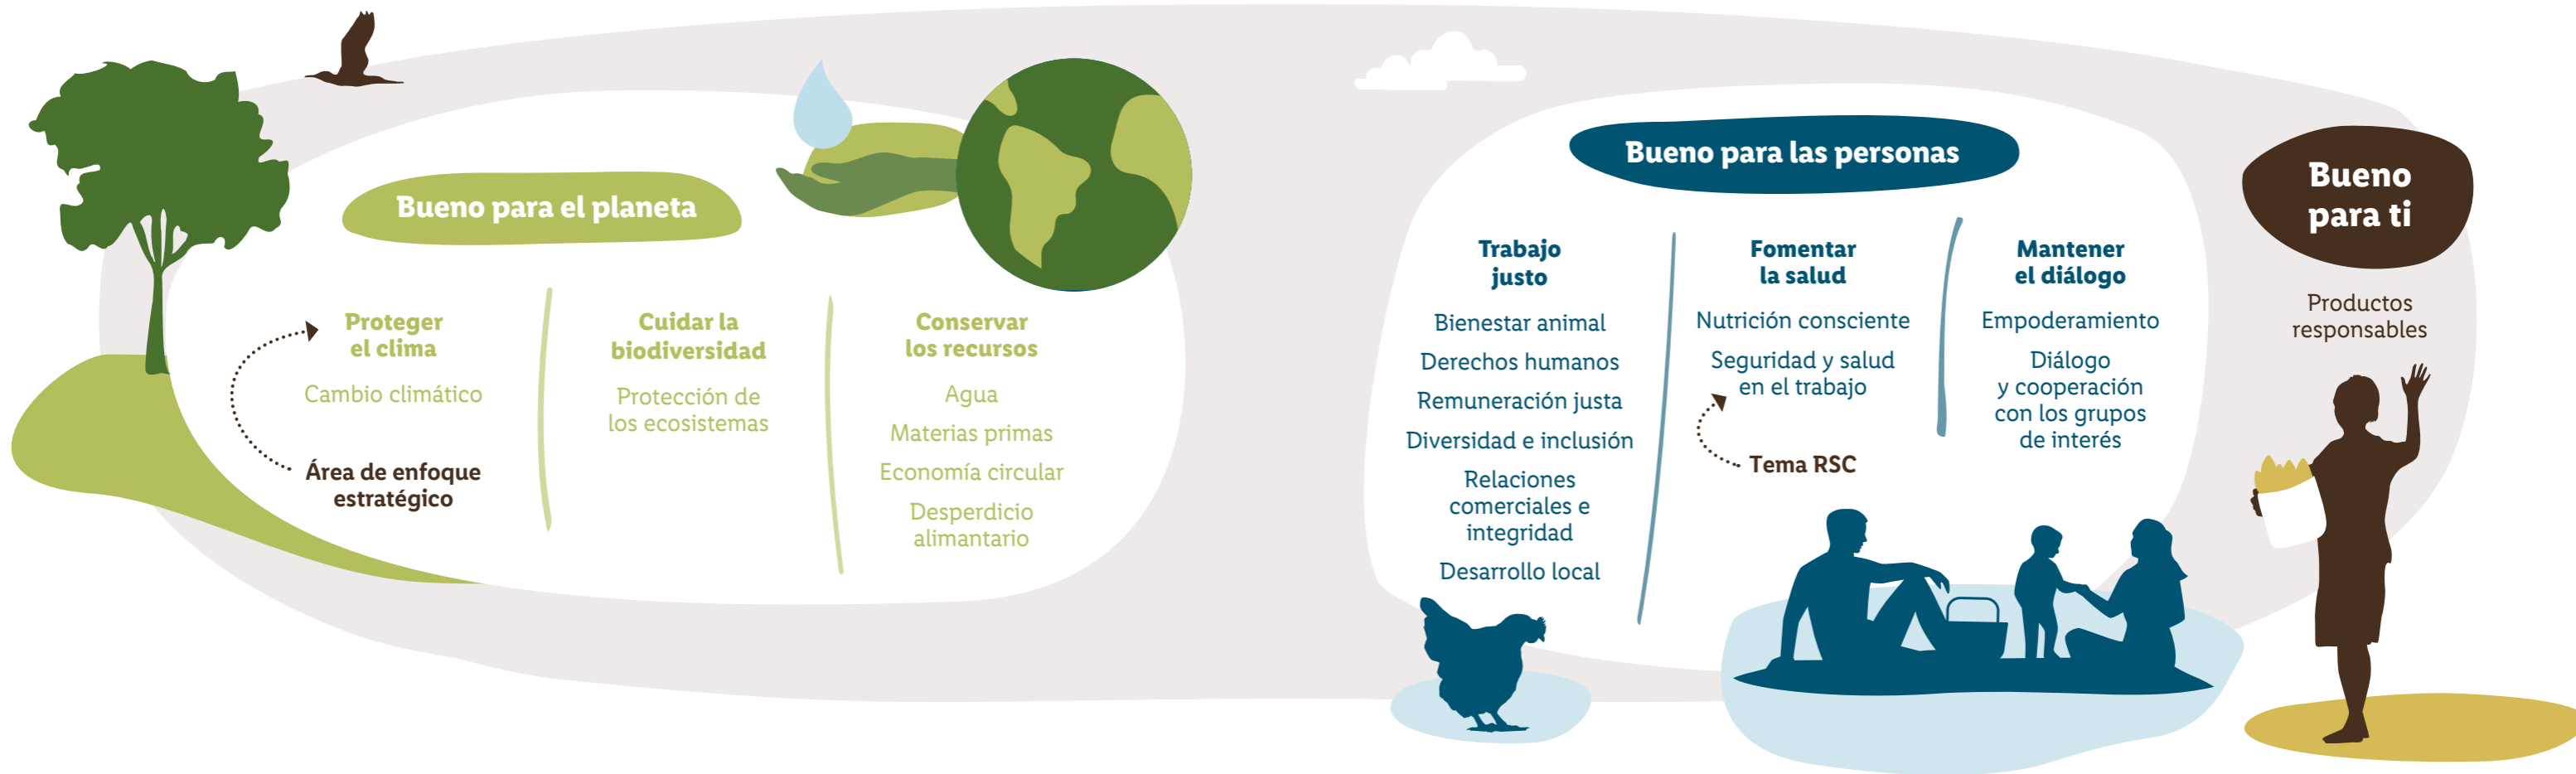 Bueno para el planeta
Proteger
el clima
Cambio climático
Área de enfoque
estratégico
Cuidar la
biodiversidad
Protección de
los ecosistemas
Conservar
los recursos
Agua
Materias primas
Economía circular
Desperdicio
alimantario
Bueno para las personas
Trabajo
justo
Bienestar animal
Derechos humanos
Remuneración justa
Diversidad e inclusión
Relaciones
comerciales e
integridad
Desarrollo local
Fomentar
la salud
Nutrición consciente
Seguridad y salud
en el trabajo
Tema RSC
Mantener
el diálogo
Empoderamiento
Diálogo
y cooperación
con los grupos
de interés
Bueno
para ti
Productos
responsables